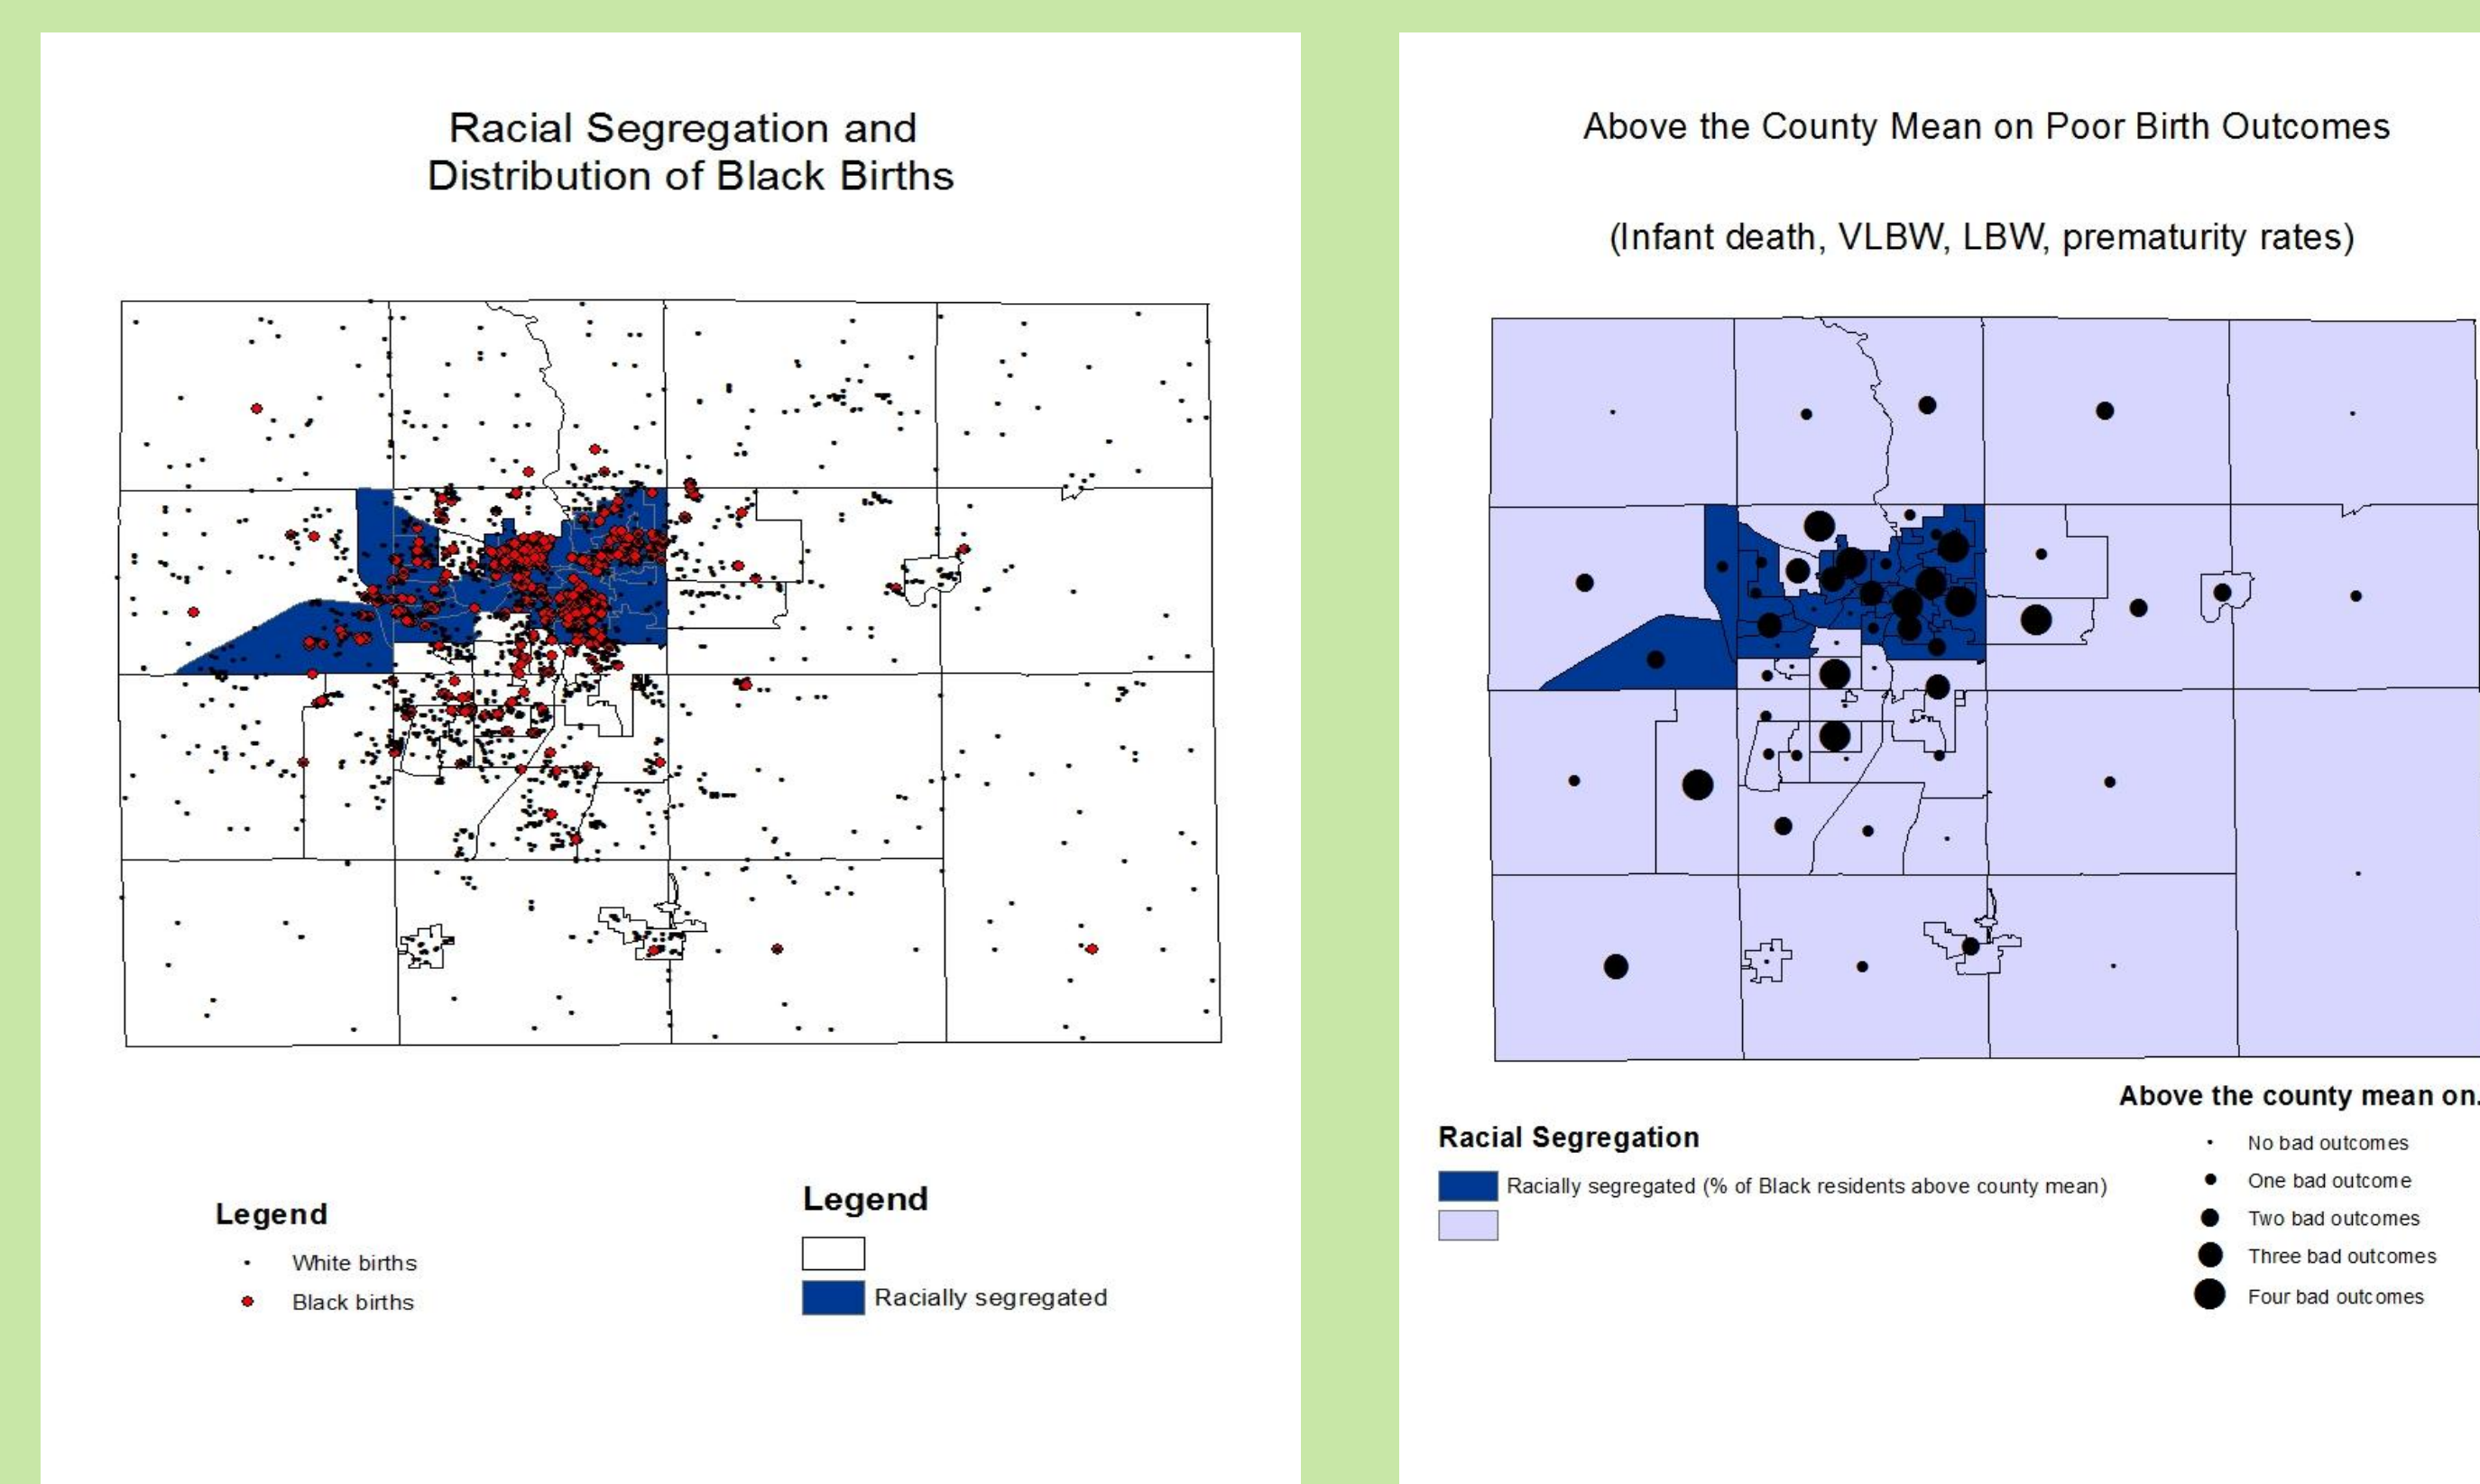 Racial Segregation and
Distribution of Black Births
Legend
White births
Black births
Legend
Racially segregated
Above the County Mean on Poor Birth Outcomes
(Infant death, VLBW, LBW, prematurity rates)
Racial Segregation
Racially segregated (% of Black residents above county mean)
Above the county mean on.
No bad outcomes
One bad outcome
Two bad outcomes
Three bad outcomes
Four bad outcomes